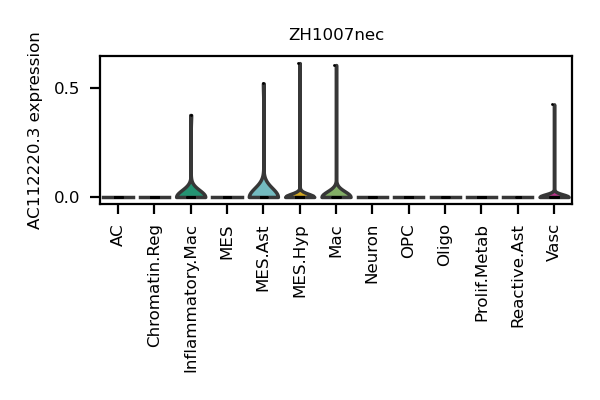 ZH1007nec
AC112220.3 expression
0.5
0.0
AC
Chromatin.Reg
Inflammatory.Mac
MES
MES.Ast
MES.Hyp
Mac
Neuron
OPC
Oligo
Prolif.Metab
Reactive.Ast
Vasc